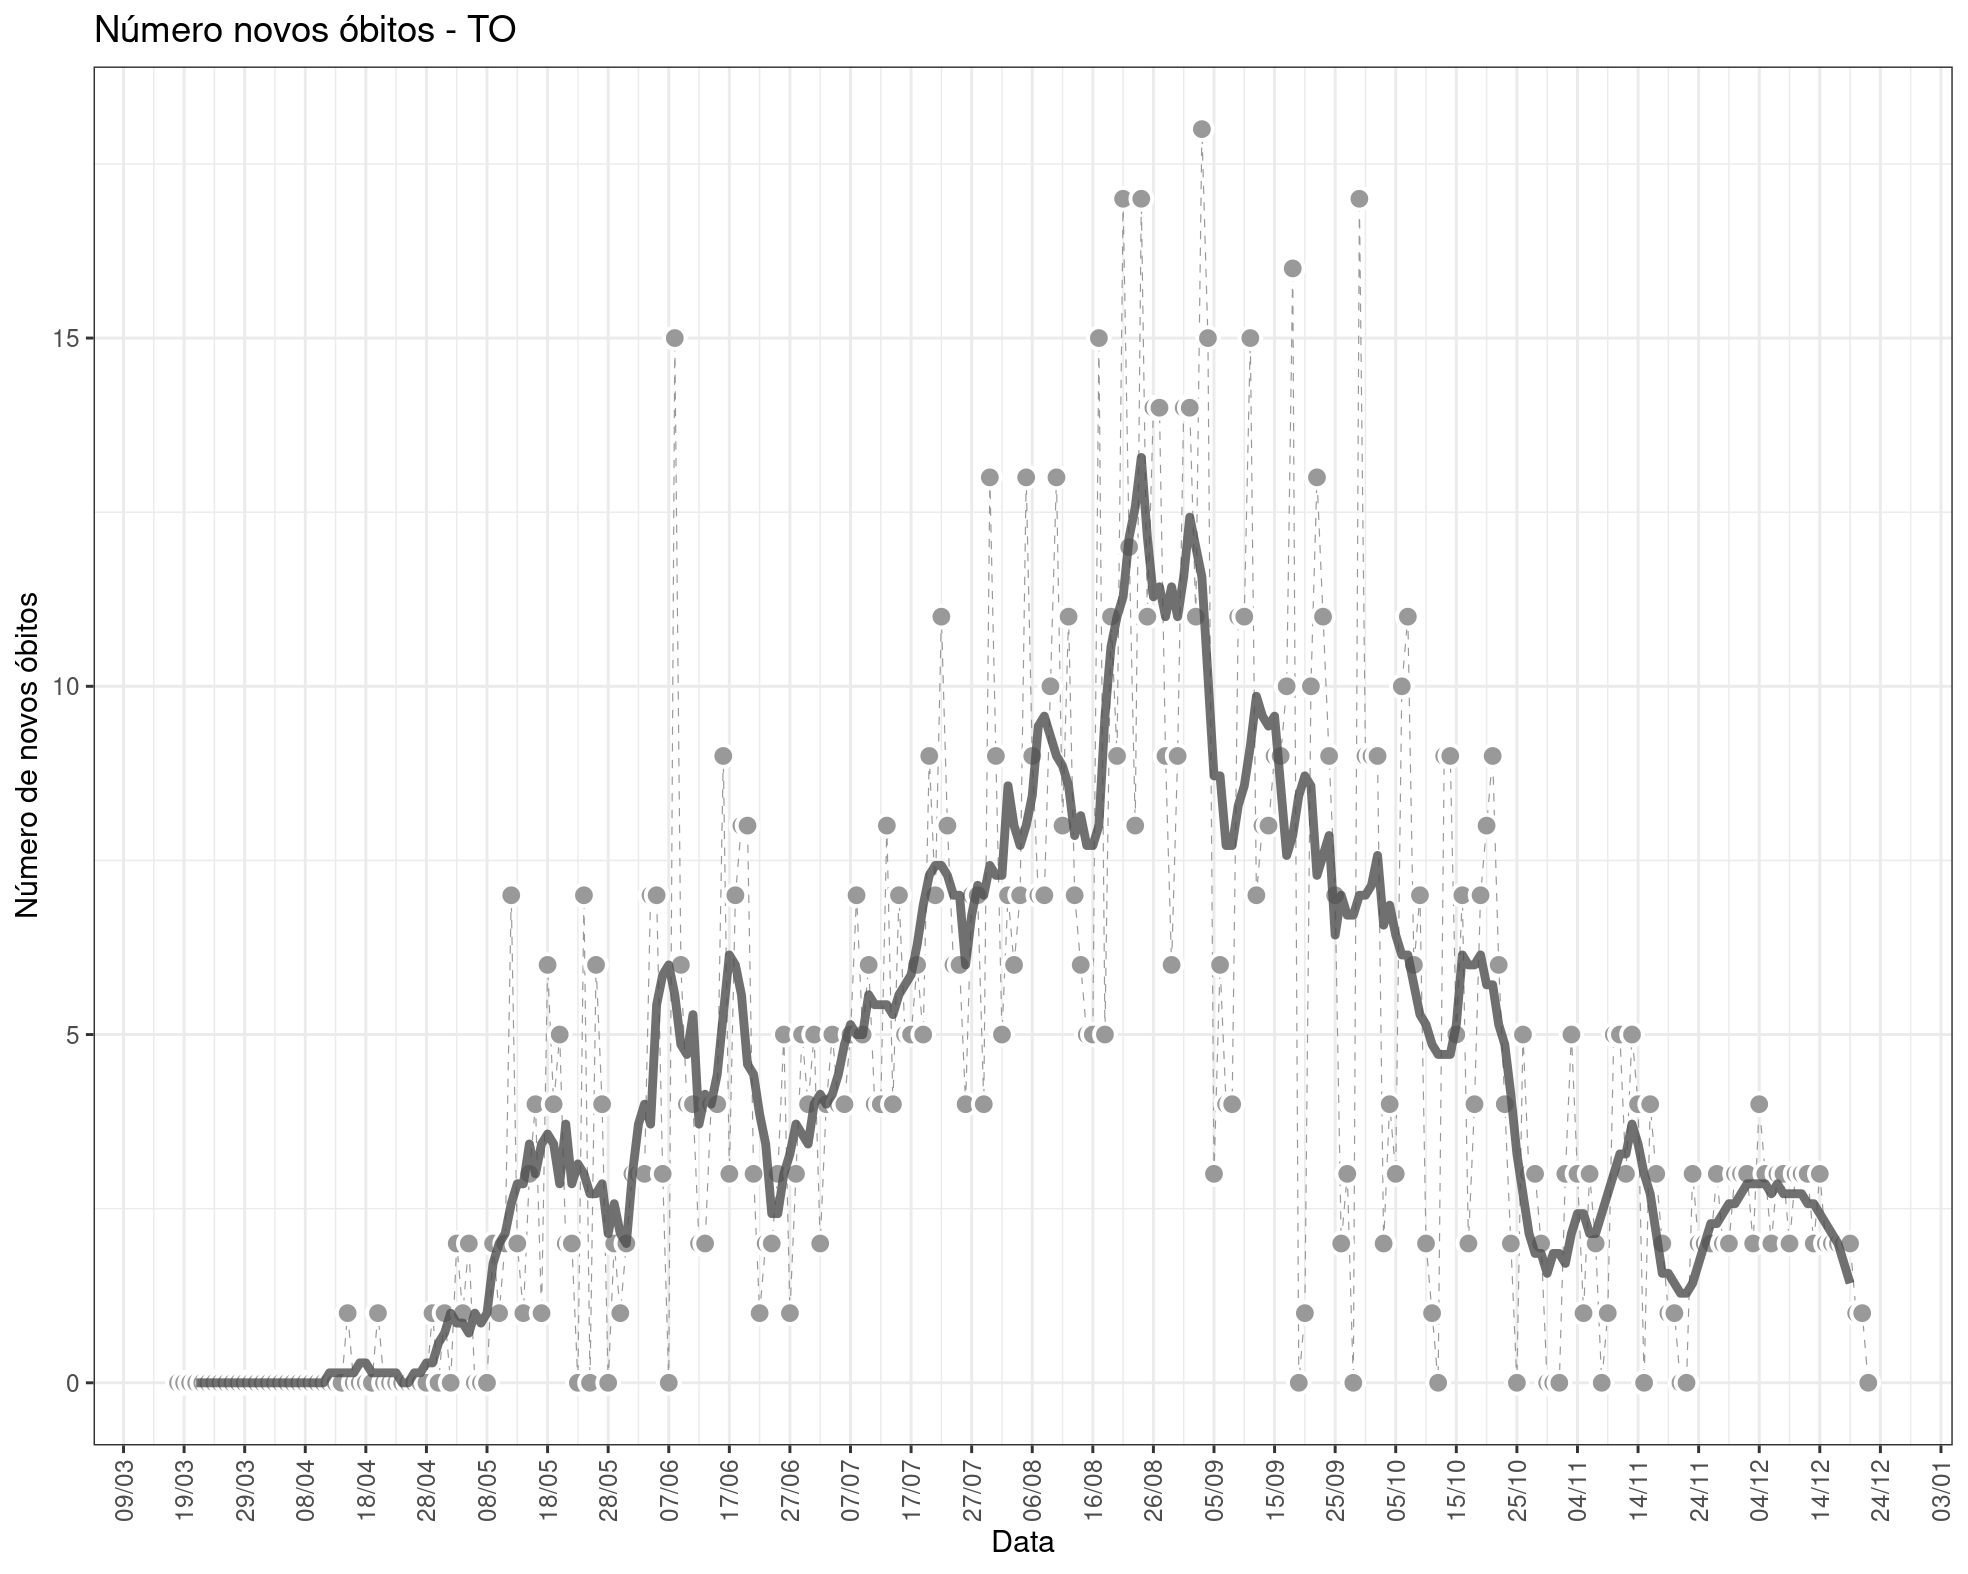 Número novos óbitos - TO
Número de novos óbitos
15
10
5
0
09/03 19/03 29/03 08/04 18/04 28/04 08/05 18/05 28/05 07/06 17/06 27/06 07/07 17/07 27/07 06/08 16/08 26/08 05/09 15/09 25/09 05/10 15/10 25/10 04/11 14/11 24/11 04/12 14/12 24/12 03/01
Data